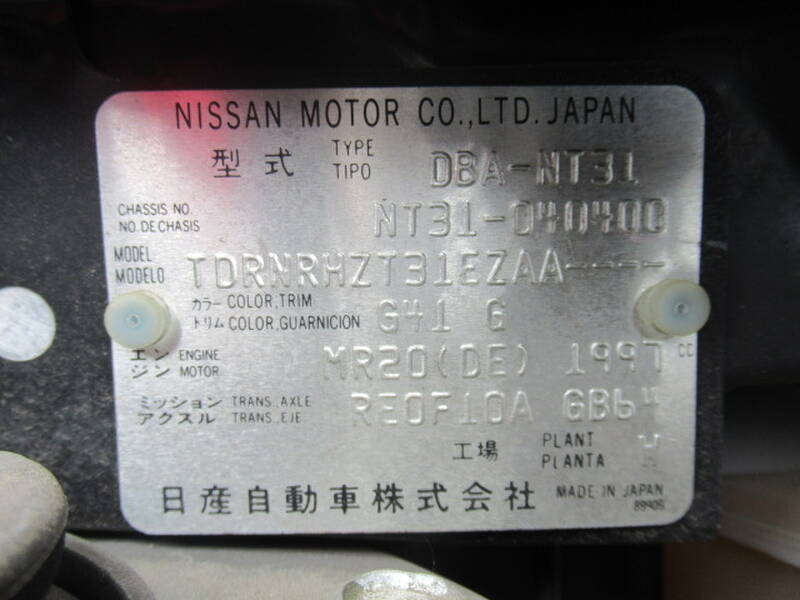 NISSAN MOTOR CO.,LTD. JAPAN
型式 TYPE TIPO DBA-NT31
CHASSIS NO. NO. DE CHASIS NT31-040400
MODEL MODELO TDRNRHZT31EZAA----
カラー COLOR,TRIM
トリム COLOR,GUARNICION G41 G
エン ENGINE
ジン MOTOR MR20(DE) 1997 CC
ミッション TRANS.,AXLE
アクスル TRANS.,EJE RE0F10A GB64
工場 PLANT PLANTA H
日産自動車株式会社 MADE IN JAPAN
8990S